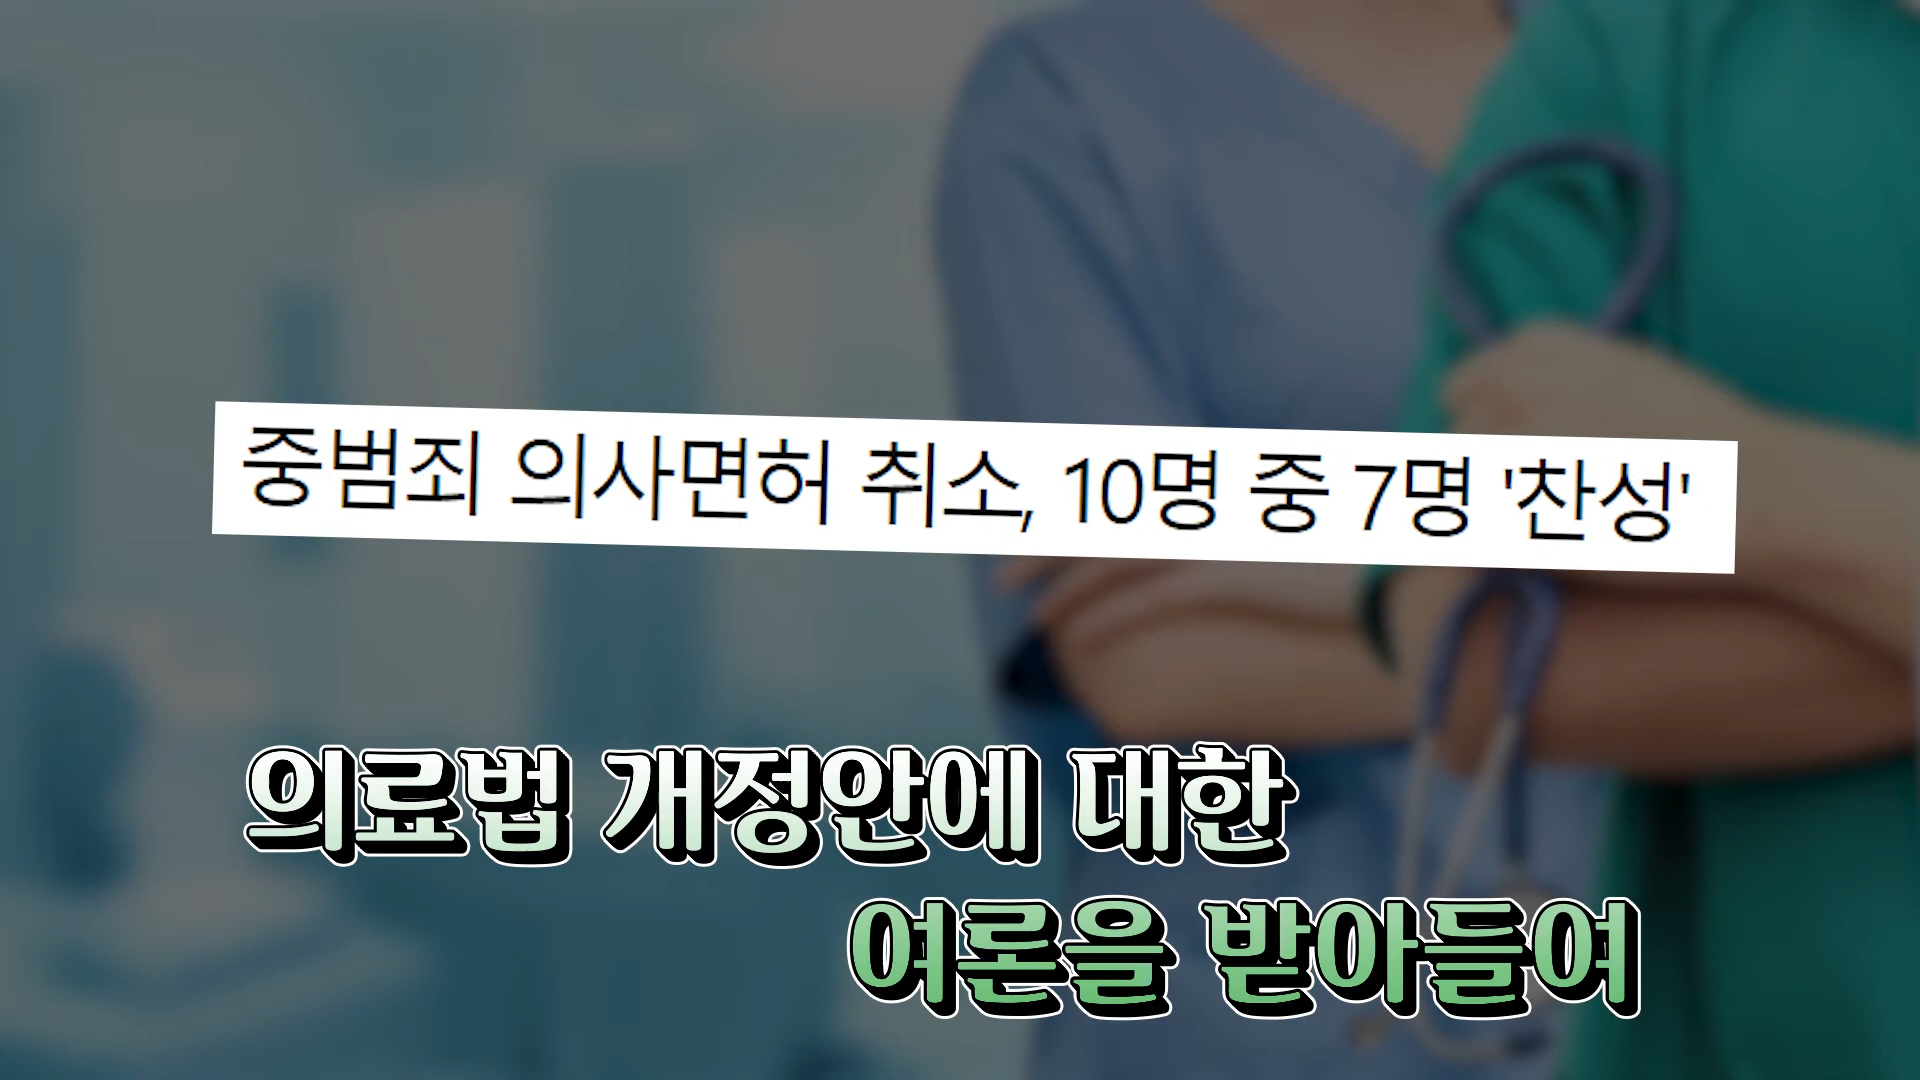 중범죄 의사면허 취소, 10명 중 7명 '찬성'
의료법 개정안에 대한
여론을 받아들여